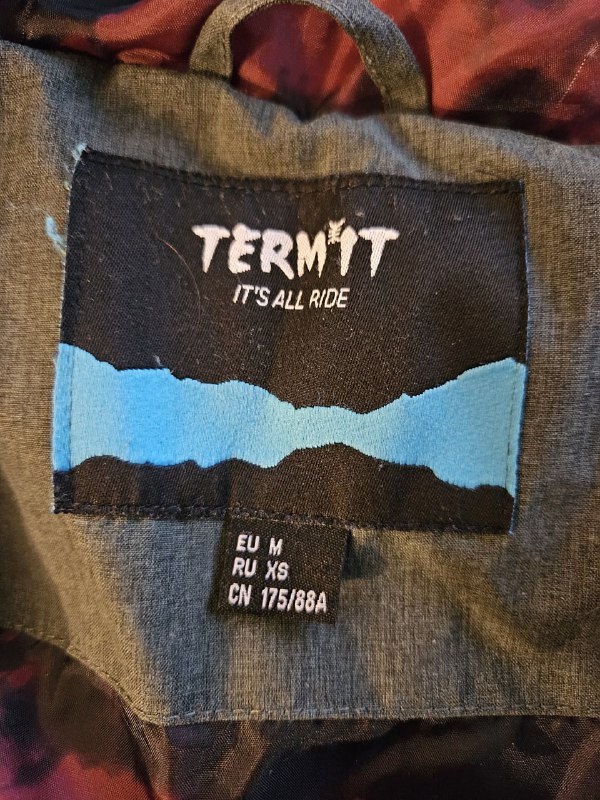 TERMIT
IT'S ALL RIDE
EU M
RU XS
CN 175/88A